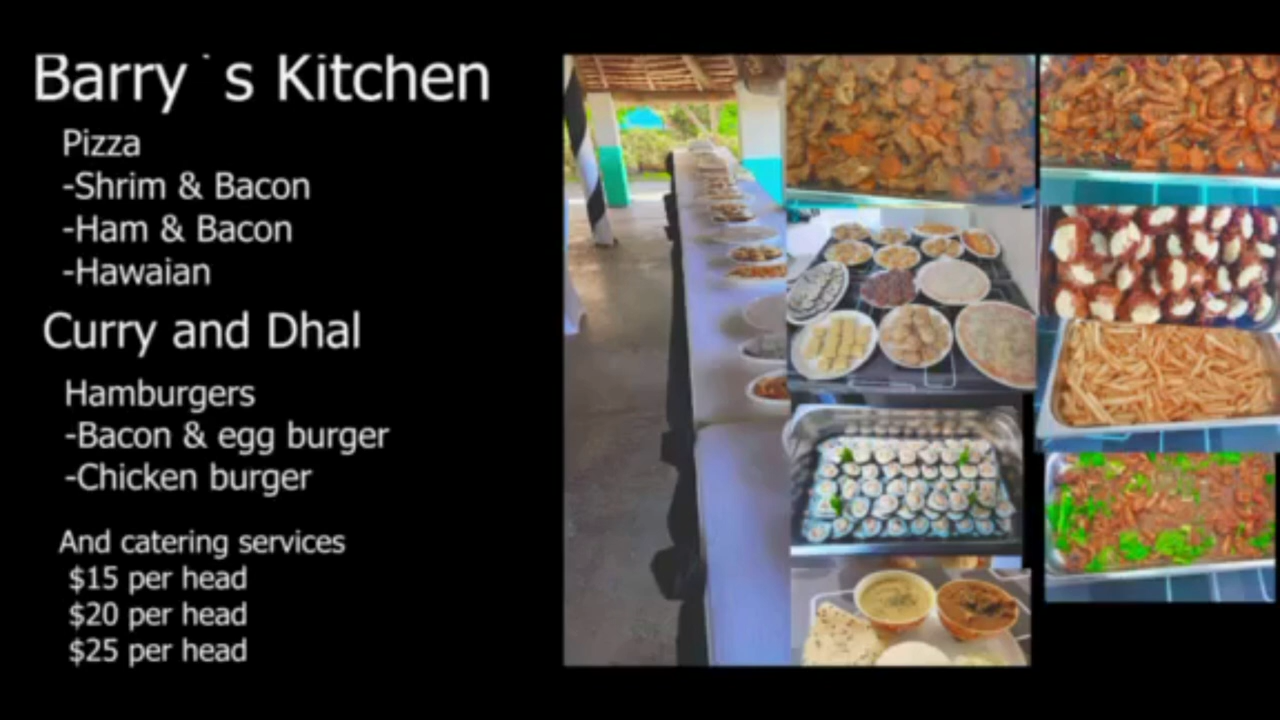 Barry`s Kitchen
Pizza
-Shrim & Bacon
-Ham & Bacon
-Hawaian
Curry and Dhal
Hamburgers
-Bacon & egg burger
-Chicken burger
And catering services
$15 per head
$20 per head
$25 per head